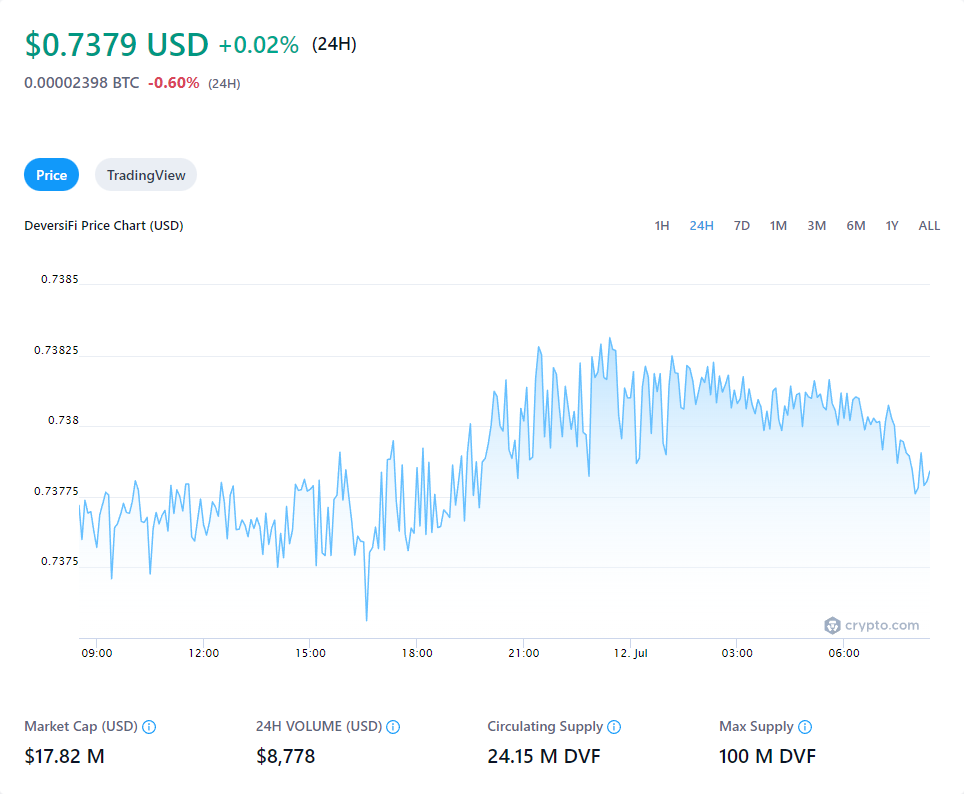 $0.7379 USD +0.02% (24H)
0.00002398 BTC -0.60% (24H)
Price TradingView
DeversiFi Price Chart (USD) 1H 24H 7D 1M 3M 6M 1Y ALL
0.7385
0.73825
0.738
0.73775
0.7375
crypto.com
09:00 12:00 15:00 18:00 21:00 12. Jul 03:00 06:00
Market Cap (USD) 24H VOLUME (USD) Circulating Supply Max Supply
$17.82 M $8,778 24.15 M DVF 100 M DVF